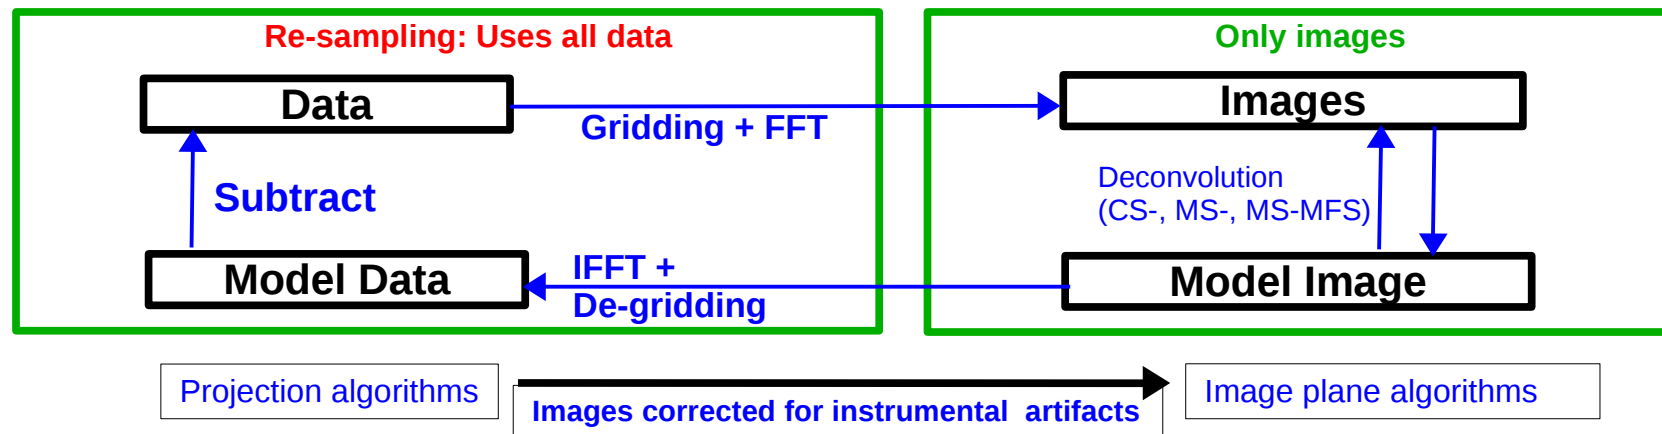 Re-sampling: Uses all data
Only images
Data
Images
Gridding + FFT
Deconvolution
(CS-, MS-, MS-MFS)
Subtract
Model Data
IFFT +
De-gridding
Model Image
Projection algorithms
Images corrected for instrumental artifacts
Image plane algorithms